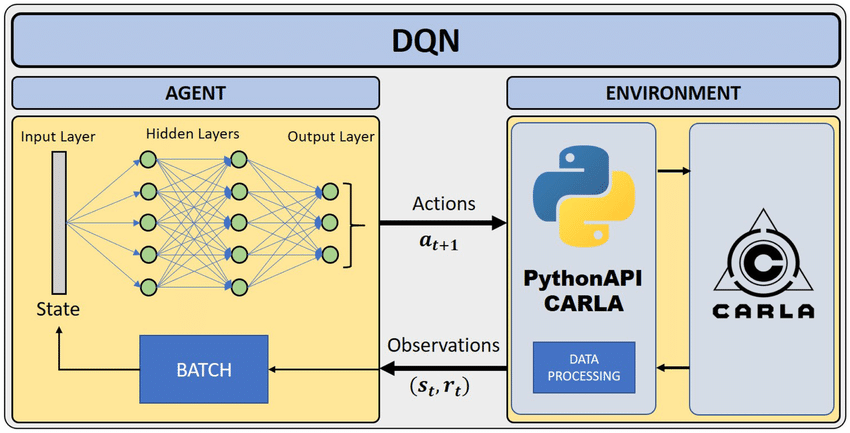 DQN
AGENT
ENVIRONMENT
Input Layer
Hidden Layers
Output Layer
State
BATCH
Actions
a_{t+1}
Observations
(s_t, r_t)
PythonAPI
CARLA
DATA
PROCESSING
C
CARLA